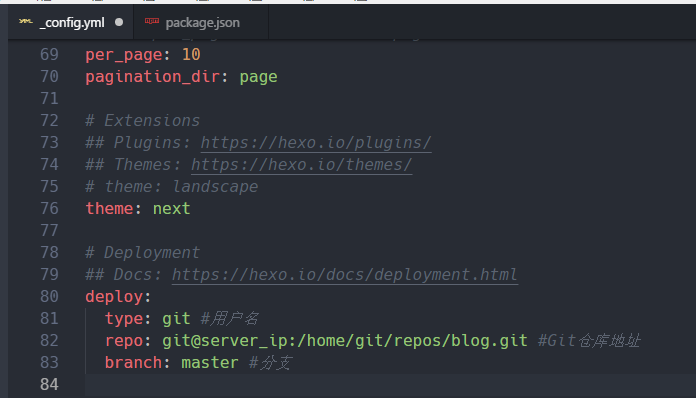 _config.yml
package.json
69 per_page: 10
70 pagination_dir: page
71
72 # Extensions
73 ## Plugins: https://hexo.io/plugins/
74 ## Themes: https://hexo.io/themes/
75 # theme: landscape
76 theme: next
77
78 # Deployment
79 ## Docs: https://hexo.io/docs/deployment.html
80 deploy:
81   type: git #用户名
82   repo: git@server_ip:/home/git/repos/blog.git #Git仓库地址
83   branch: master #分支
84